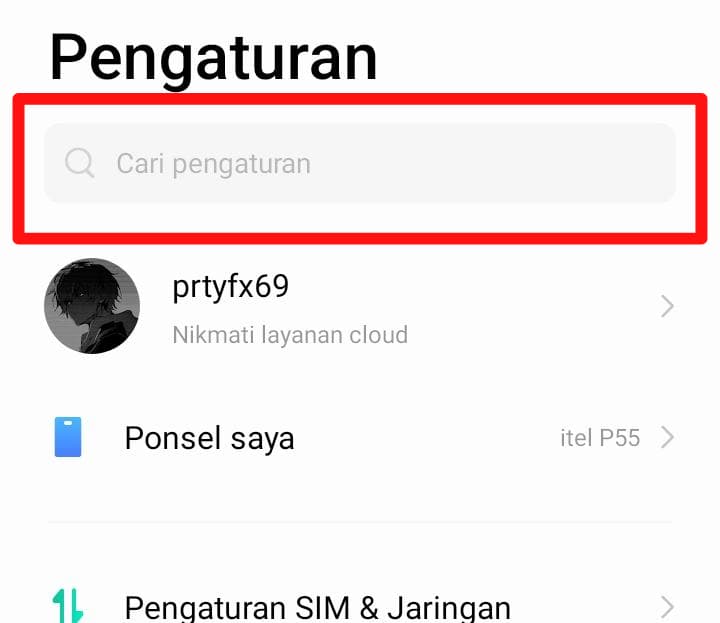 Pengaturan
Cari pengaturan
prtyfx69
Nikmati layanan cloud
Ponsel saya
itel P55
Pengaturan SIM & Jaringan